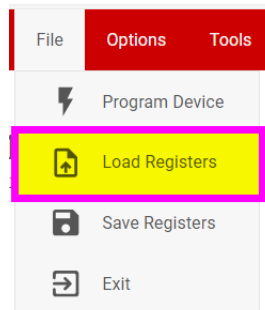 File Options Tools
Program Device
Load Registers
Save Registers
Exit